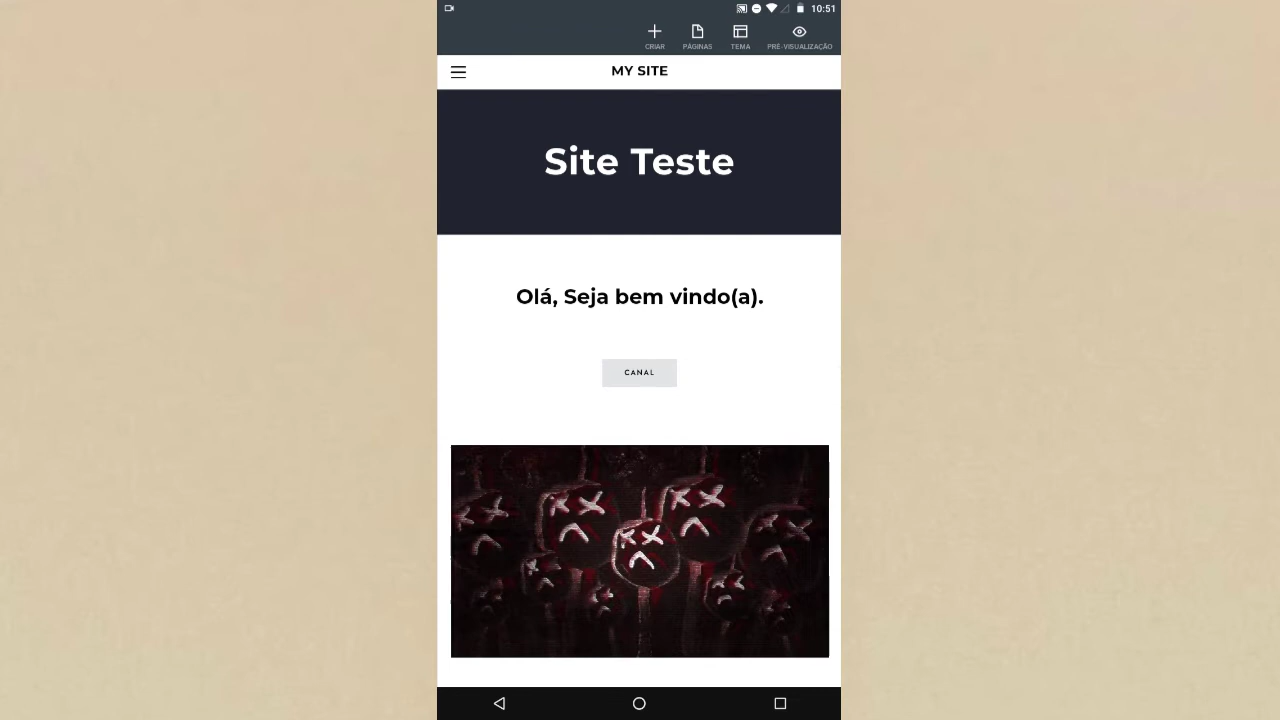 10:51
CRIAR PÁGINAS TEMA PRÉ-VISUALIZAÇÃO
MY SITE
Site Teste
Olá, Seja bem vindo(a).
CANAL